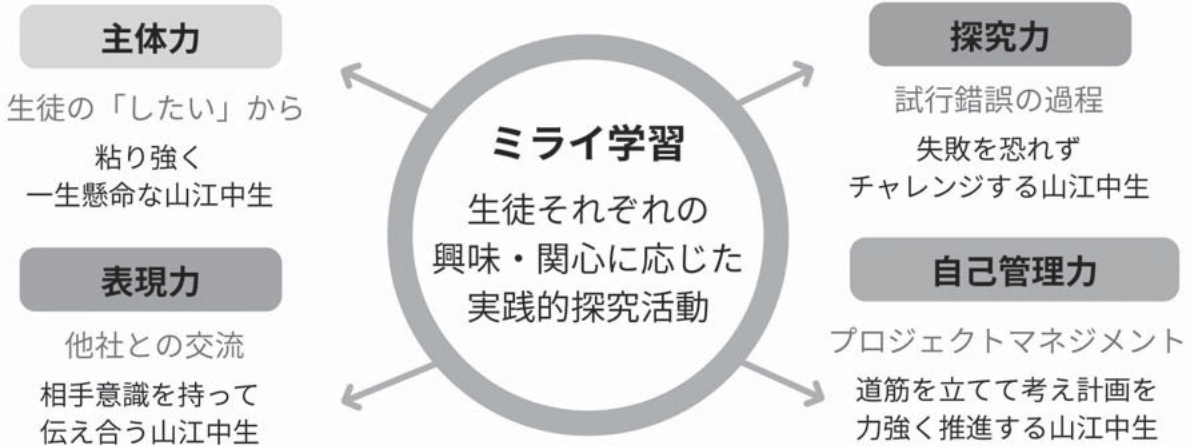 主体力
生徒の「したい」から
粘り強く
一生懸命な山江中生
表現力
他社との交流
相手意識を持って
伝え合う山江中生
ミライ学習
生徒それぞれの
興味・関心に応じた
実践的探究活動
探究力
試行錯誤の過程
失敗を恐れず
チャレンジする山江中生
自己管理力
プロジェクトマネジメント
道筋を立てて考え計画を
力強く推進する山江中生